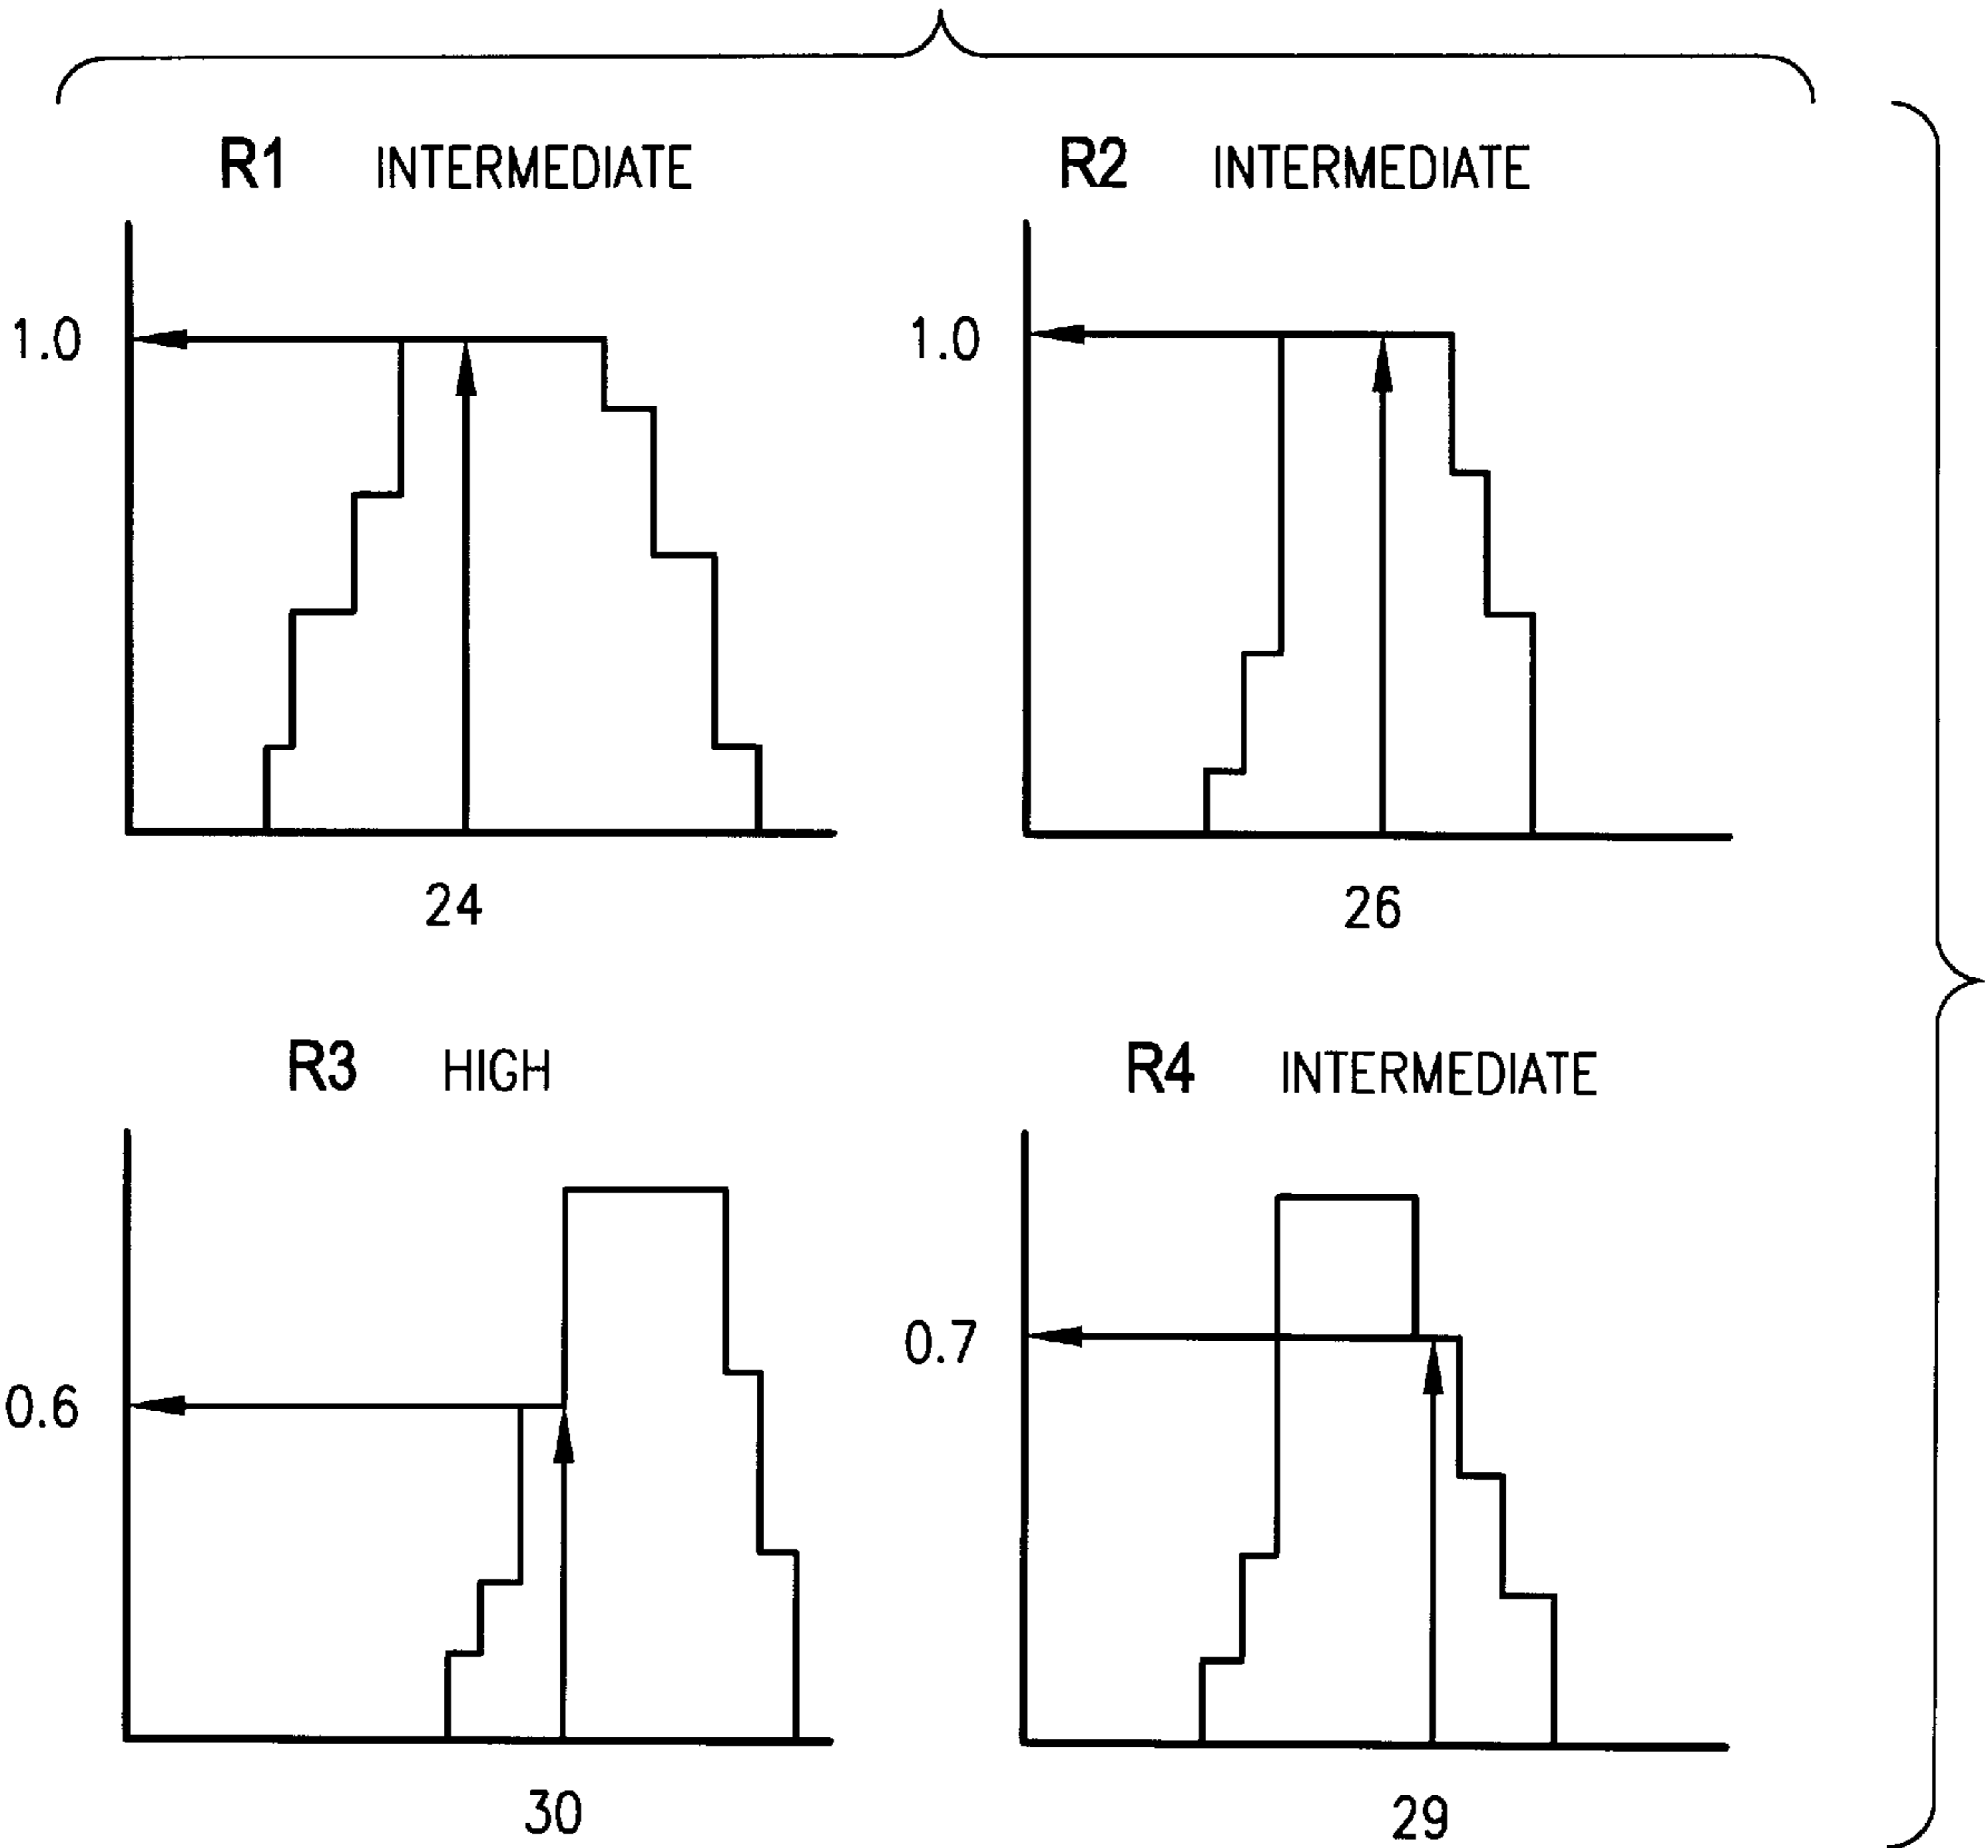 R1 INTERMEDIATE
1.0
24
R2 INTERMEDIATE
1.0
26
R3 HIGH
0.6
30
R4 INTERMEDIATE
0.7
29